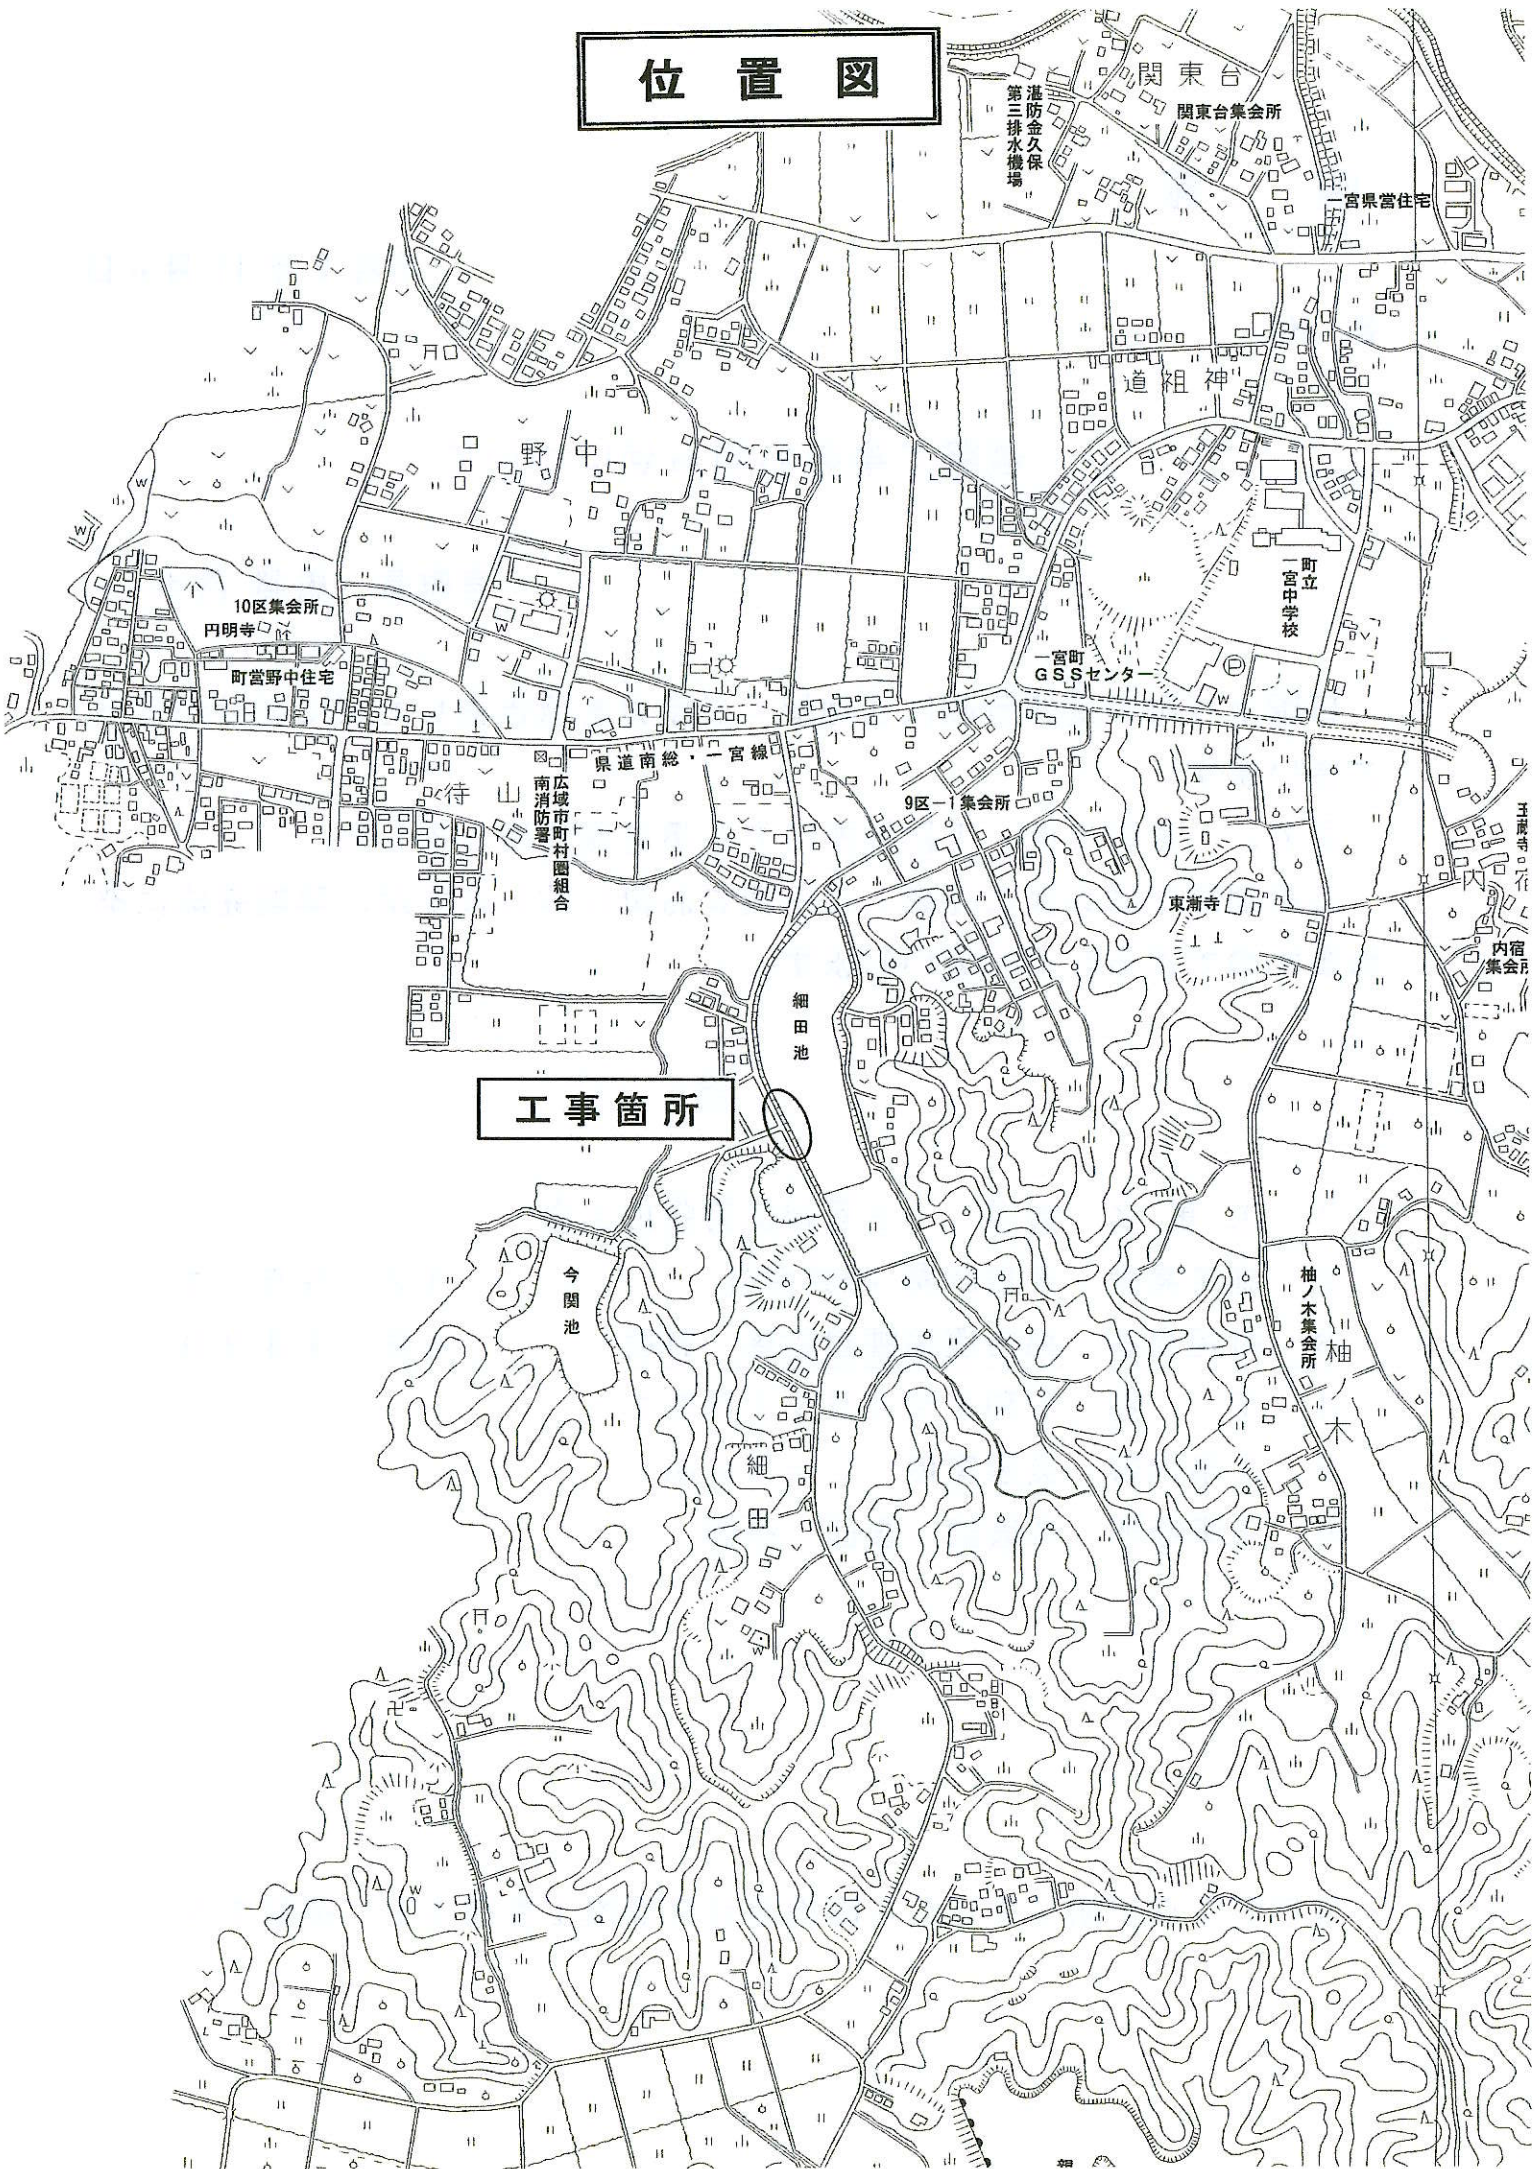 位置図
関東台
関東台集会所
湛防金久保
第三排水機場
一宮県営住宅
道祖神
野中
町立
一宮中学校
10区集会所
円明寺
町営野中住宅
一宮町
GSSセンター
県道南総・一宮線
待山
広域市町村圏組合
南消防署
9区－1集会所
玉蔵寺
内宿
東漸寺
内宿
集会所
細田池
工事箇所
今関池
柚ノ木集会所
柚ノ木
細田